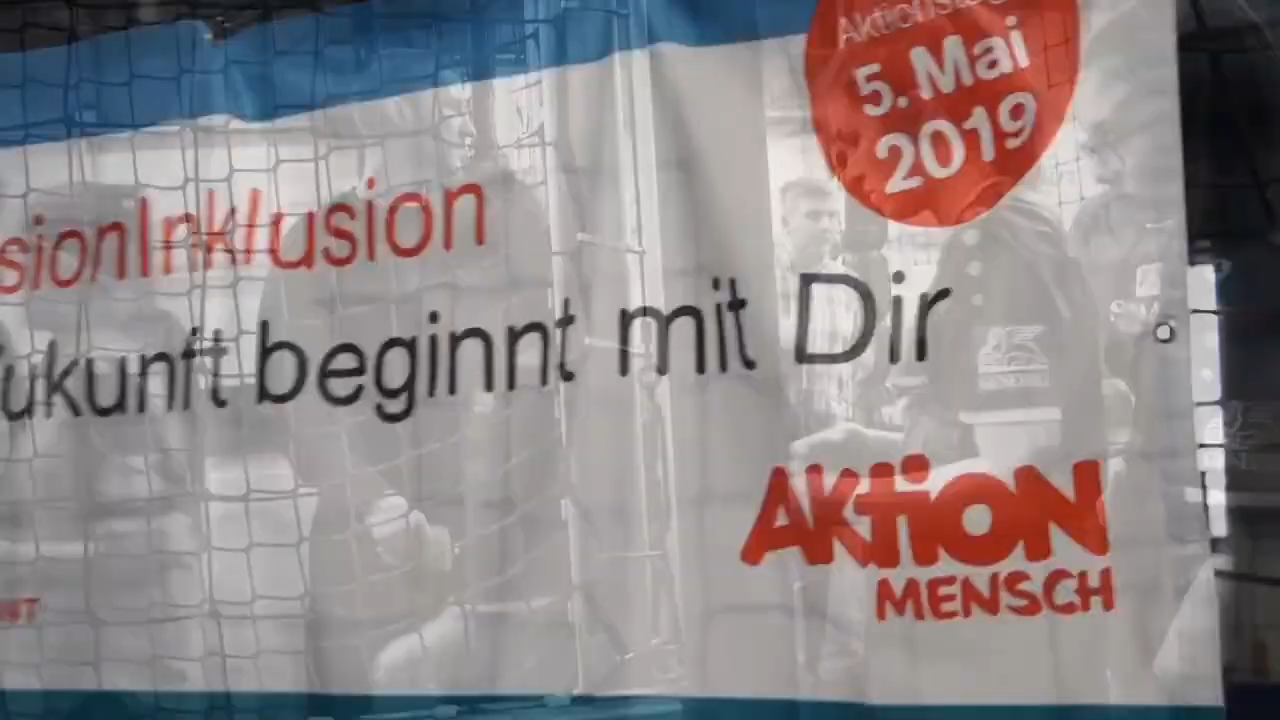 5. Mai
2019
sionInklusion
ukunft beginnt mit Dir
AKTION
MENSCH